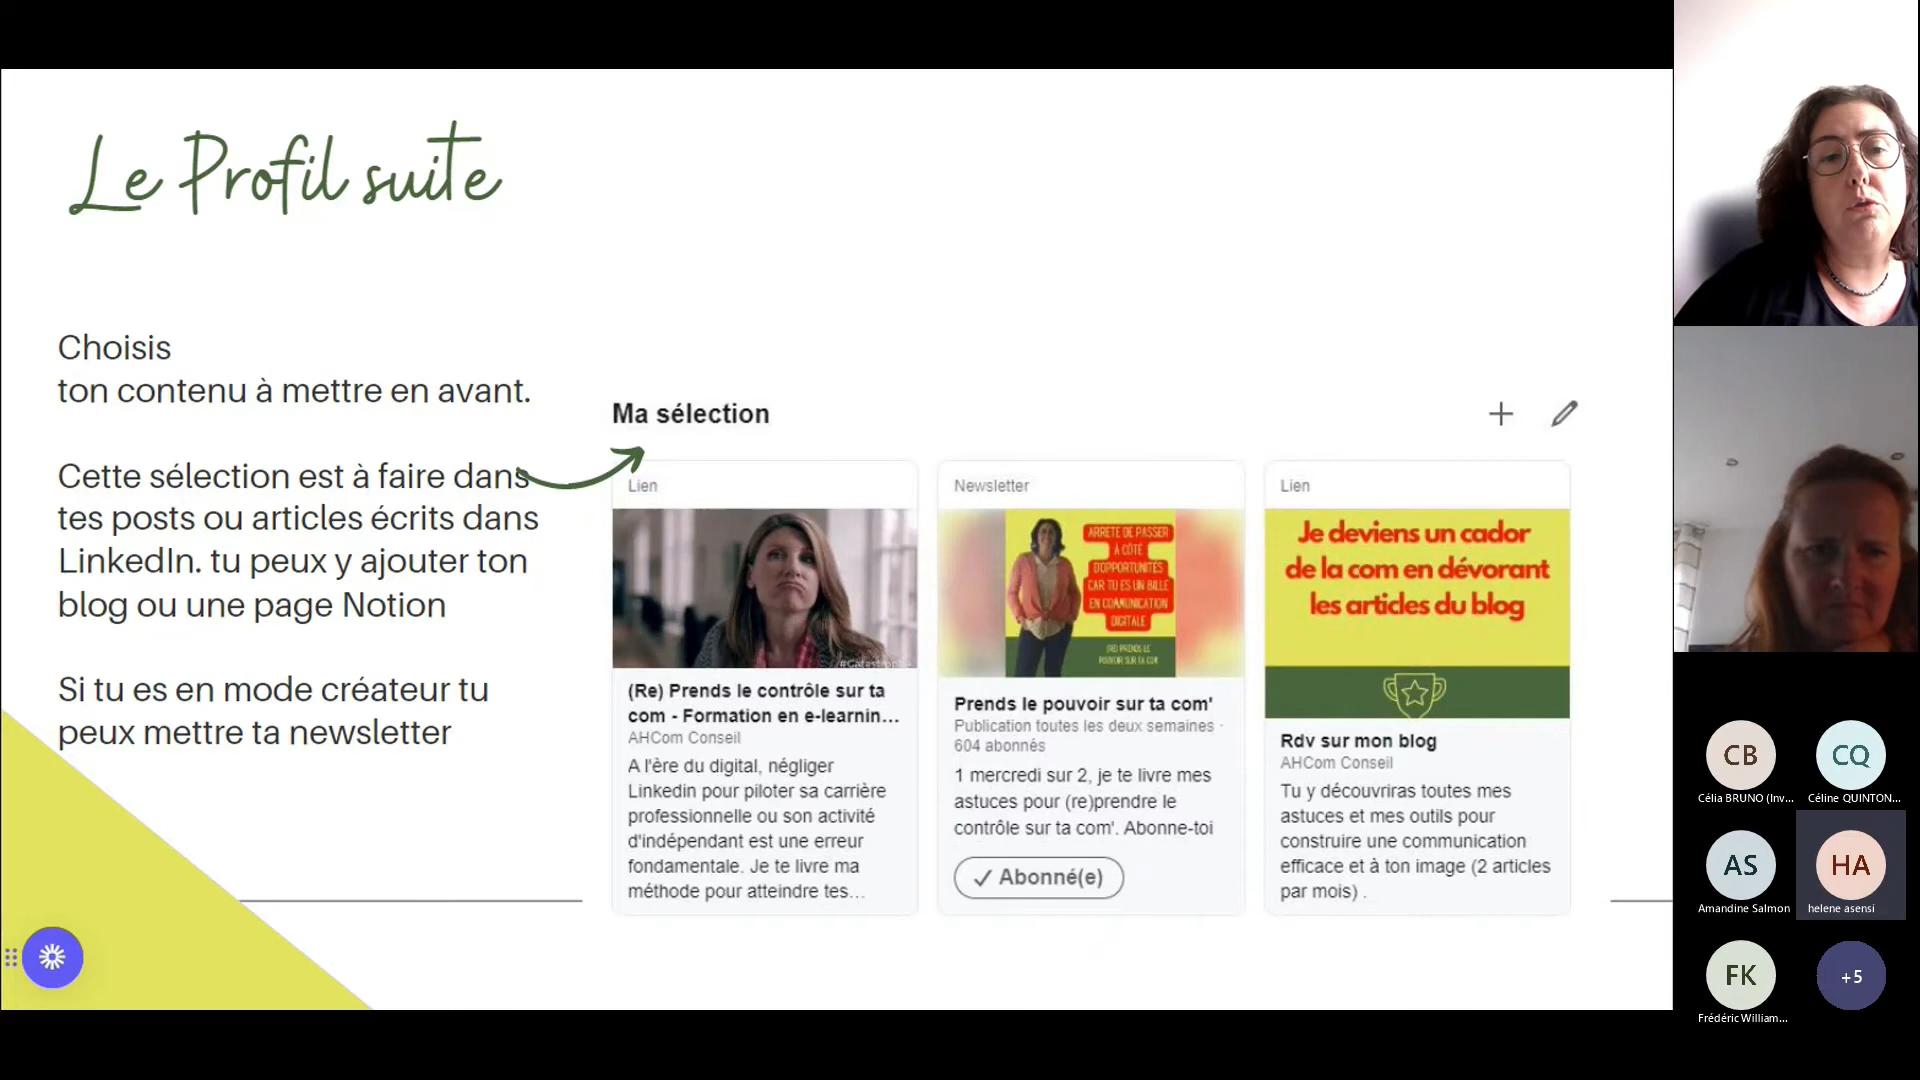 Le Profil suite
Choisis
ton contenu à mettre en avant.
Cette sélection est à faire dans
tes posts ou articles écrits dans
LinkedIn. tu peux y ajouter ton
blog ou une page Notion
Si tu es en mode créateur tu
peux mettre ta newsletter
Ma sélection
Lien
#Catastrop
(Re) Prends le contrôle sur ta
com - Formation en e-learnin...
AHCom Conseil
A l'ère du digital, négliger
Linkedin pour piloter sa carrière
professionnelle ou son activité
d'indépendant est une erreur
fondamentale. Je te livre ma
méthode pour atteindre tes...
Newsletter
ARRETE DE PASSER
À COTÉ
D'OPPORTUNITÉS
CAR TU ES UN BILLE
EN COMMUNICATION
DIGITALE
(RE) PRENDS LE
POUVOIR SUR TA COM
Prends le pouvoir sur ta com'
Publication toutes les deux semaines ·
604 abonnés
1 mercredi sur 2, je te livre mes
astuces pour (re)prendre le
contrôle sur ta com'. Abonne-toi
Abonné(e)
Lien
Je deviens un cador
de la com en dévorant
les articles du blog
Rdv sur mon blog
AHCom Conseil
Tu y découvriras toutes mes
astuces et mes outils pour
construire une communication
efficace et à ton image (2 articles
par mois) .
CB
Célia BRUNO (Inv...
CQ
Céline QUINTON...
AS
Amandine Salmon
HA
helene asensi
FK
Frédéric William...
+5